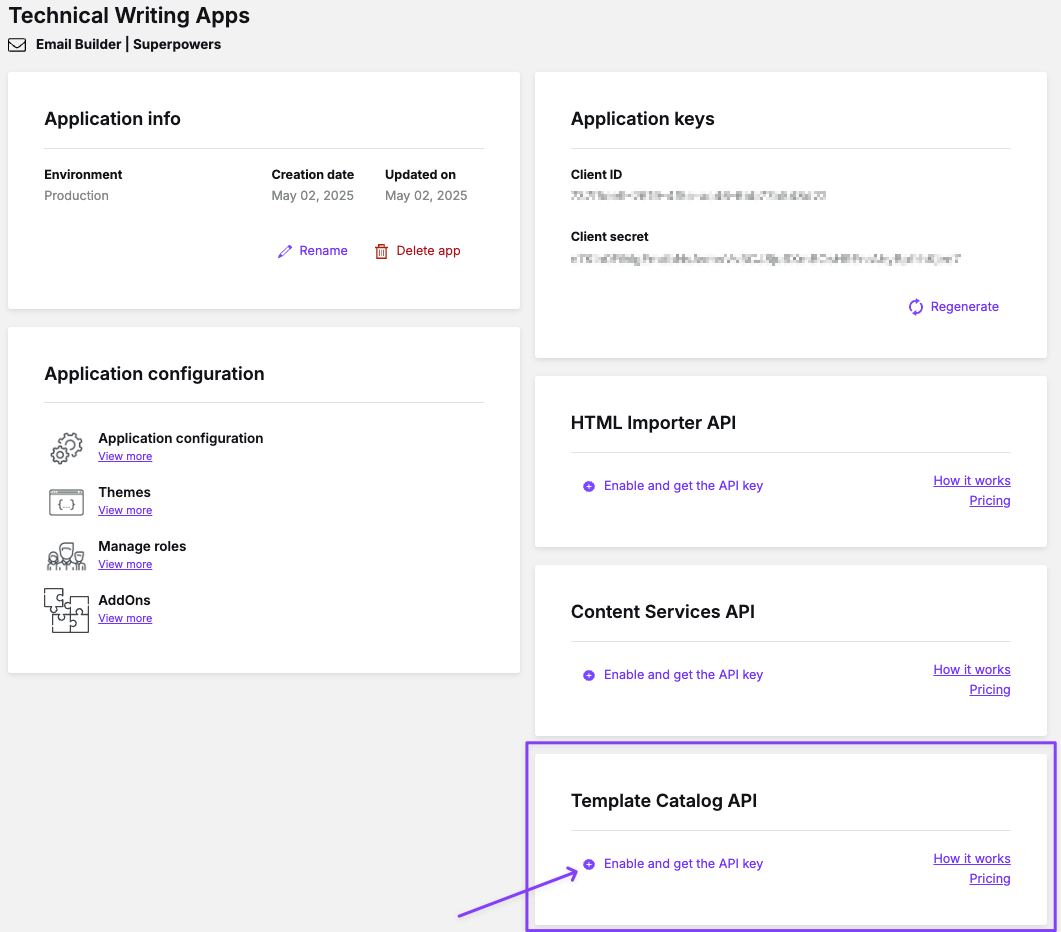 Technical Writing Apps
Email Builder | Superpowers
Application info
Environment
Production
Creation date
May 02, 2025
Updated on
May 02, 2025
Rename
Delete app
Application configuration
Application configuration
View more
Themes
{...}
View more
Manage roles
View more
AddOns
View more
Application keys
Client ID
Client secret
Regenerate
HTML Importer API
Enable and get the API key
How it works
Pricing
Content Services API
Enable and get the API key
How it works
Pricing
Template Catalog API
Enable and get the API key
How it works
Pricing